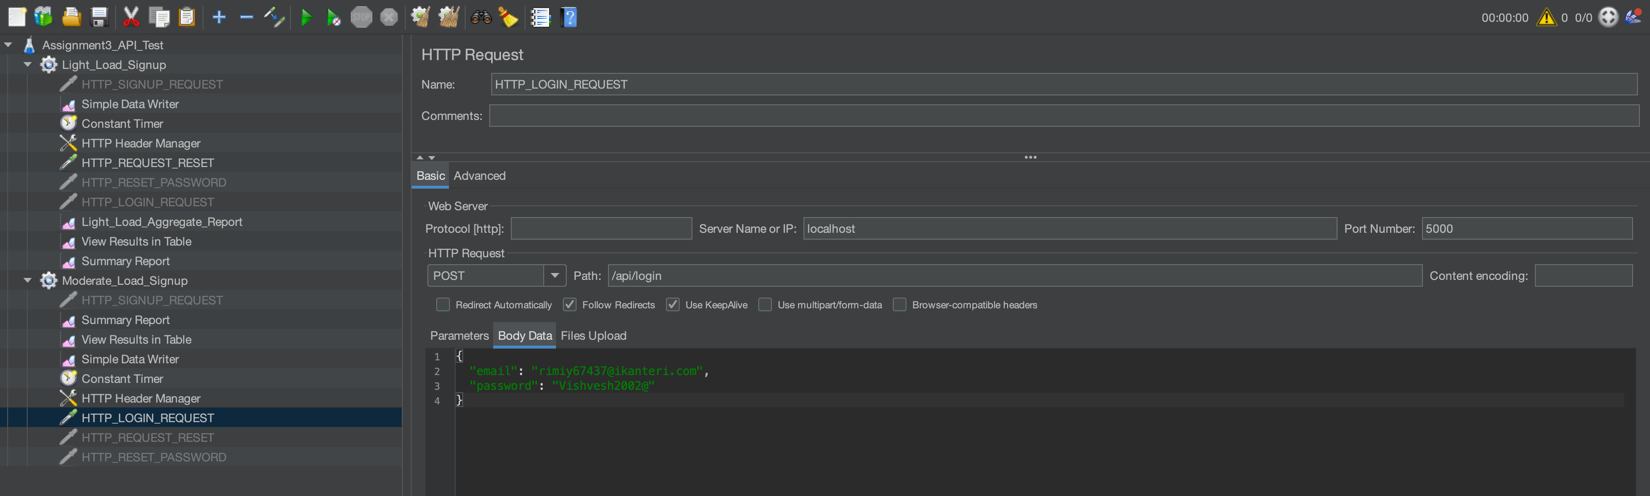 00:00:00 0 0/0
Assignment3_API_Test
Light_Load_Signup
HTTP_SIGNUP_REQUEST
Simple Data Writer
Constant Timer
HTTP Header Manager
HTTP_REQUEST_RESET
HTTP_RESET_PASSWORD
HTTP_LOGIN_REQUEST
Light_Load_Aggregate_Report
View Results in Table
Summary Report
Moderate_Load_Signup
HTTP_SIGNUP_REQUEST
Summary Report
View Results in Table
Simple Data Writer
Constant Timer
HTTP Header Manager
HTTP_LOGIN_REQUEST
HTTP_REQUEST_RESET
HTTP_RESET_PASSWORD
HTTP Request
Name: HTTP_LOGIN_REQUEST
Comments:
Basic Advanced
Web Server
Protocol [http]: Server Name or IP: localhost Port Number: 5000
HTTP Request
POST Path: /api/login Content encoding:
Redirect Automatically Follow Redirects Use KeepAlive Use multipart/form-data Browser-compatible headers
Parameters Body Data Files Upload
1 {
2 "email": "rimiy67437@ikanteri.com",
3 "password": "Vishvesh2002@"
4 }